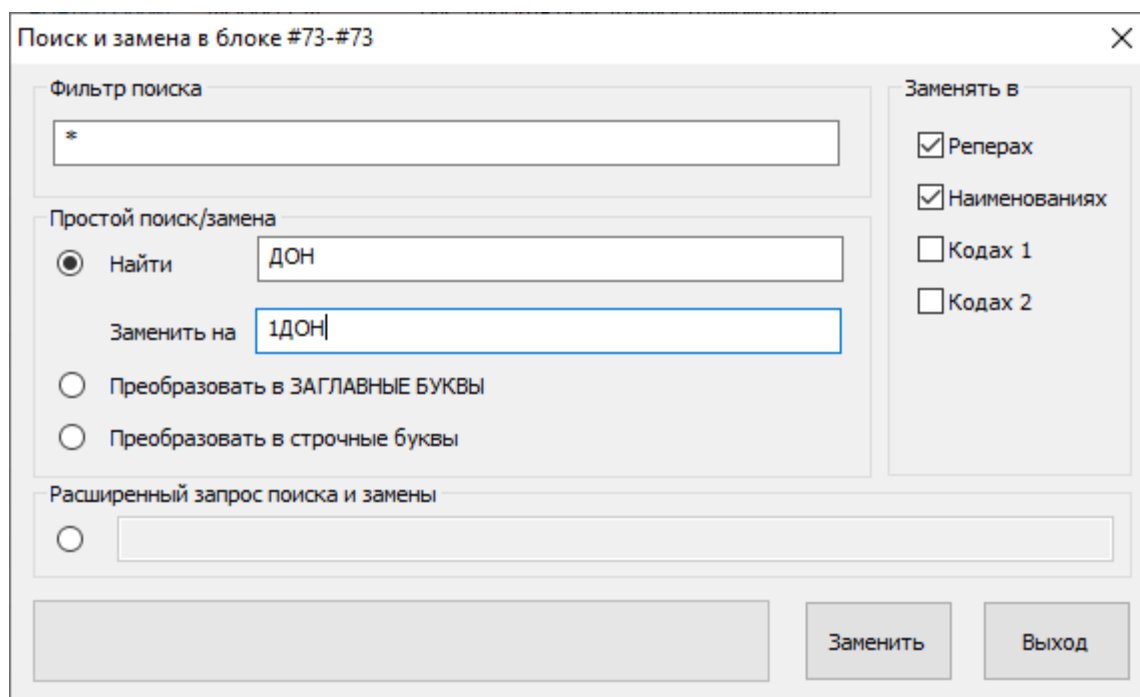 Поиск и замена в блоке #73-#73
Фильтр поиска
*
Простой поиск/замена
Найти
ДОН
Заменить на
1ДОН
Преобразовать в ЗАГЛАВНЫЕ БУКВЫ
Преобразовать в строчные буквы
Заменять в
Реперах
Наименованиях
Кодах 1
Кодах 2
Расширенный запрос поиска и замены
Заменить
Выход